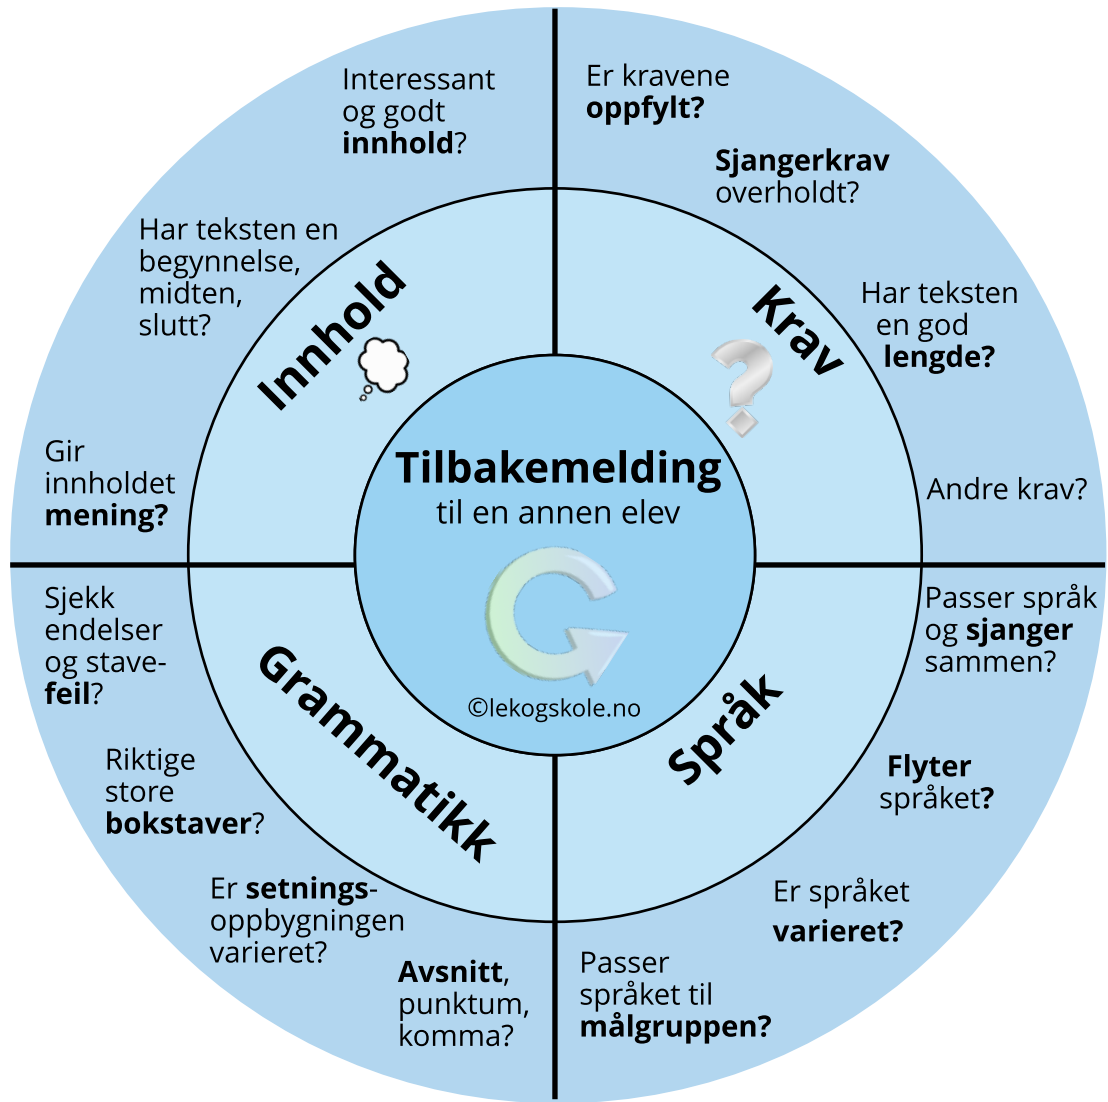 Tilbakemelding
til en annen elev
©lekogskole.no
Innhold
Interessant
og godt
innhold?
Har teksten en
begynnelse,
midten,
slutt?
Gir
innholdet
mening?
Krav
Er kravene
oppfylt?
Sjangerkrav
overholdt?
Har teksten
en god
lengde?
Andre krav?
Språk
Passer språk
og sjanger
sammen?
Flyter
språket?
Er språket
varieret?
Passer
språket til
målgruppen?
Grammatikk
Sjekk
endelser
og stave-
feil?
Riktige
store
bokstaver?
Er setnings-
oppbygningen
varieret?
Avsnitt,
punktum,
komma?